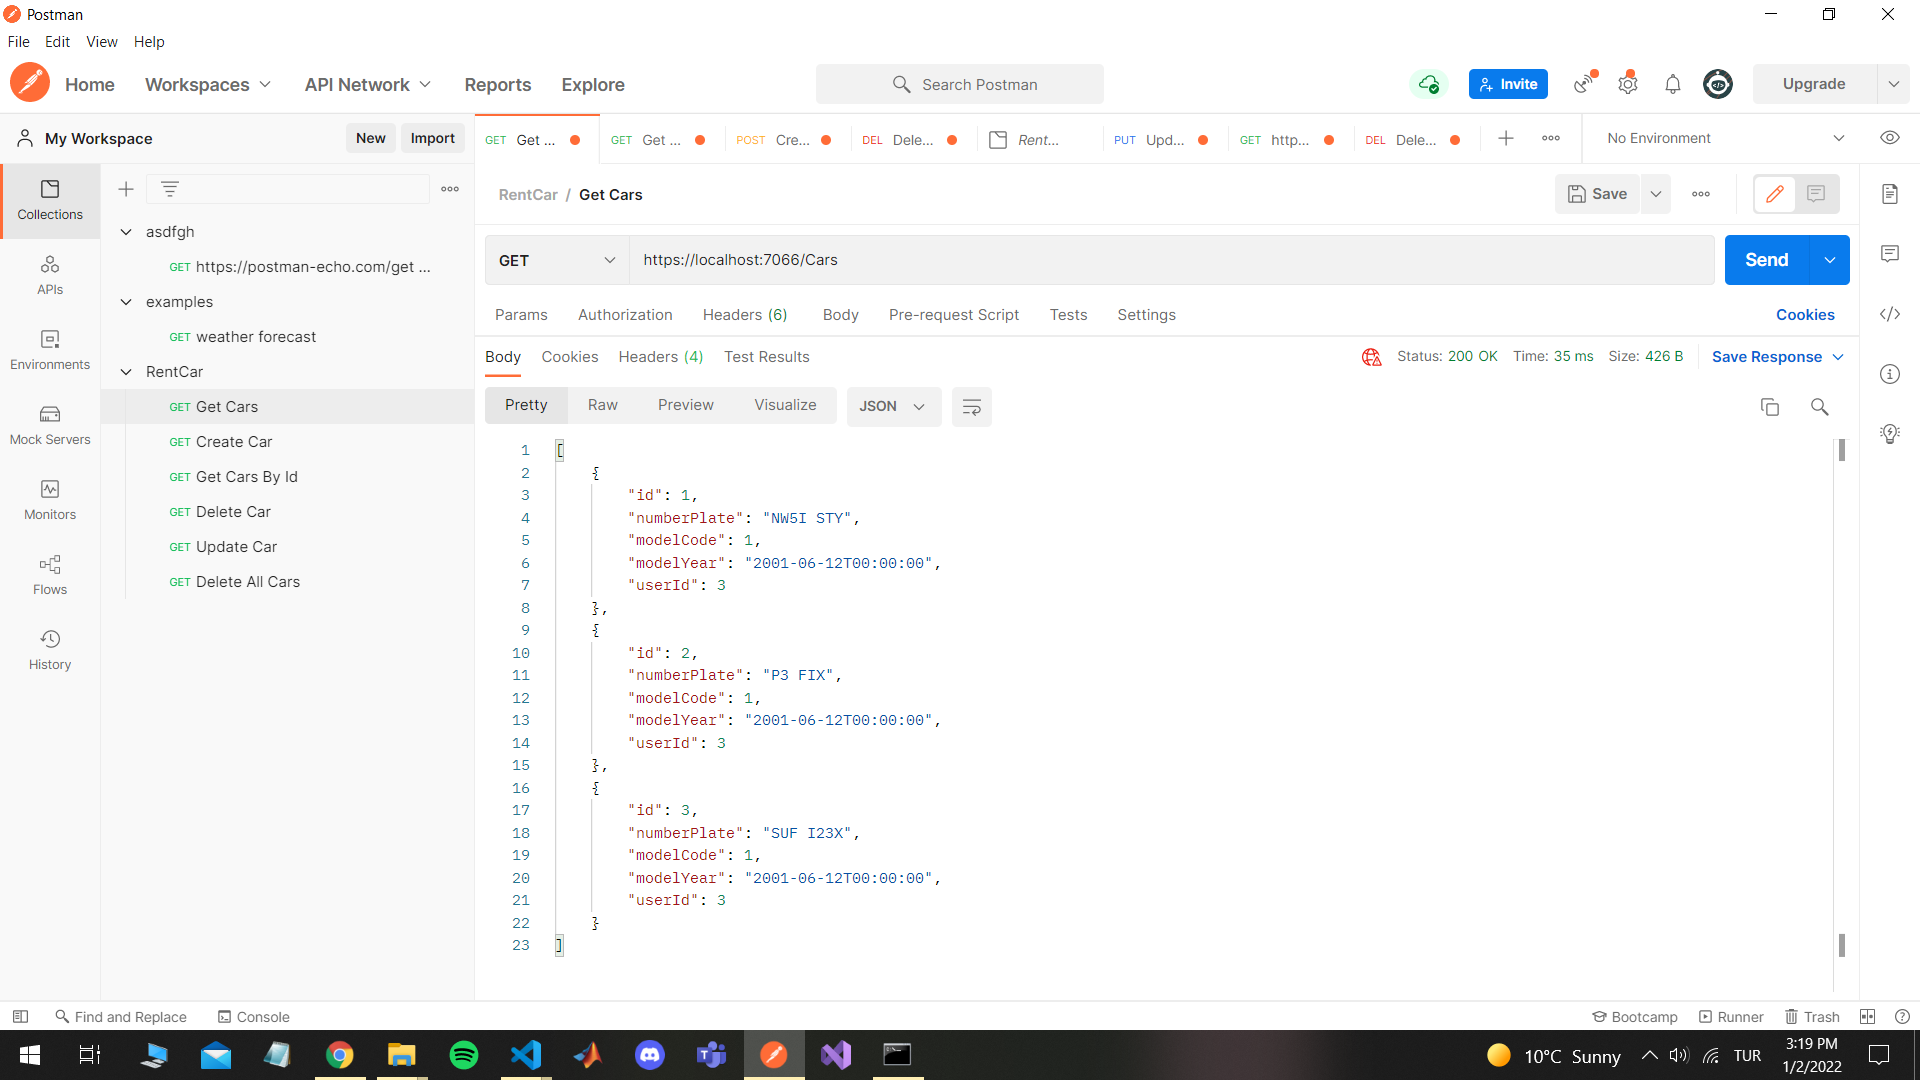 Postman
File Edit View Help
Home Workspaces API Network Reports Explore Search Postman Invite Upgrade
My Workspace New Import
GET Get ... GET Get ... POST Cre... DEL Dele... Rent... PUT Upd... GET http... DEL Dele... No Environment
Collections
APIs
Environments
Mock Servers
Monitors
Flows
History
asdfgh
GET https://postman-echo.com/get ...
examples
GET weather forecast
RentCar
GET Get Cars
GET Create Car
GET Get Cars By Id
GET Delete Car
GET Update Car
GET Delete All Cars
RentCar / Get Cars Save
GET https://localhost:7066/Cars Send
Params Authorization Headers (6) Body Pre-request Script Tests Settings Cookies
Body Cookies Headers (4) Test Results Status: 200 OK Time: 35 ms Size: 426 B Save Response
Pretty Raw Preview Visualize JSON
1 [
2 {
3 "id": 1,
4 "numberPlate": "NW5I STY",
5 "modelCode": 1,
6 "modelYear": "2001-06-12T00:00:00",
7 "userId": 3
8 },
9 {
10 "id": 2,
11 "numberPlate": "P3 FIX",
12 "modelCode": 1,
13 "modelYear": "2001-06-12T00:00:00",
14 "userId": 3
15 },
16 {
17 "id": 3,
18 "numberPlate": "SUF I23X",
19 "modelCode": 1,
20 "modelYear": "2001-06-12T00:00:00",
21 "userId": 3
22 }
23 ]
Find and Replace Console Bootcamp Runner Trash
10°C Sunny TUR 3:19 PM
1/2/2022